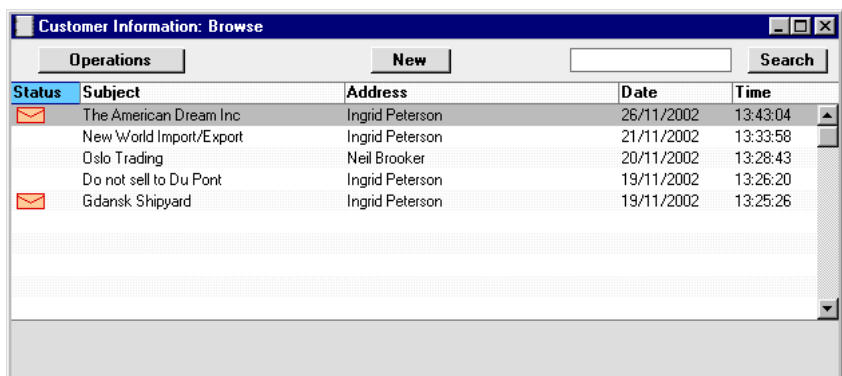 Customer Information: Browse
Operations New Search
Status Subject Address Date Time
The American Dream Inc Ingrid Peterson 26/11/2002 13:43:04
New World Import/Export Ingrid Peterson 21/11/2002 13:33:58
Oslo Trading Neil Brooker 20/11/2002 13:28:43
Do not sell to Du Pont Ingrid Peterson 19/11/2002 13:26:20
Gdansk Shipyard Ingrid Peterson 19/11/2002 13:25:26